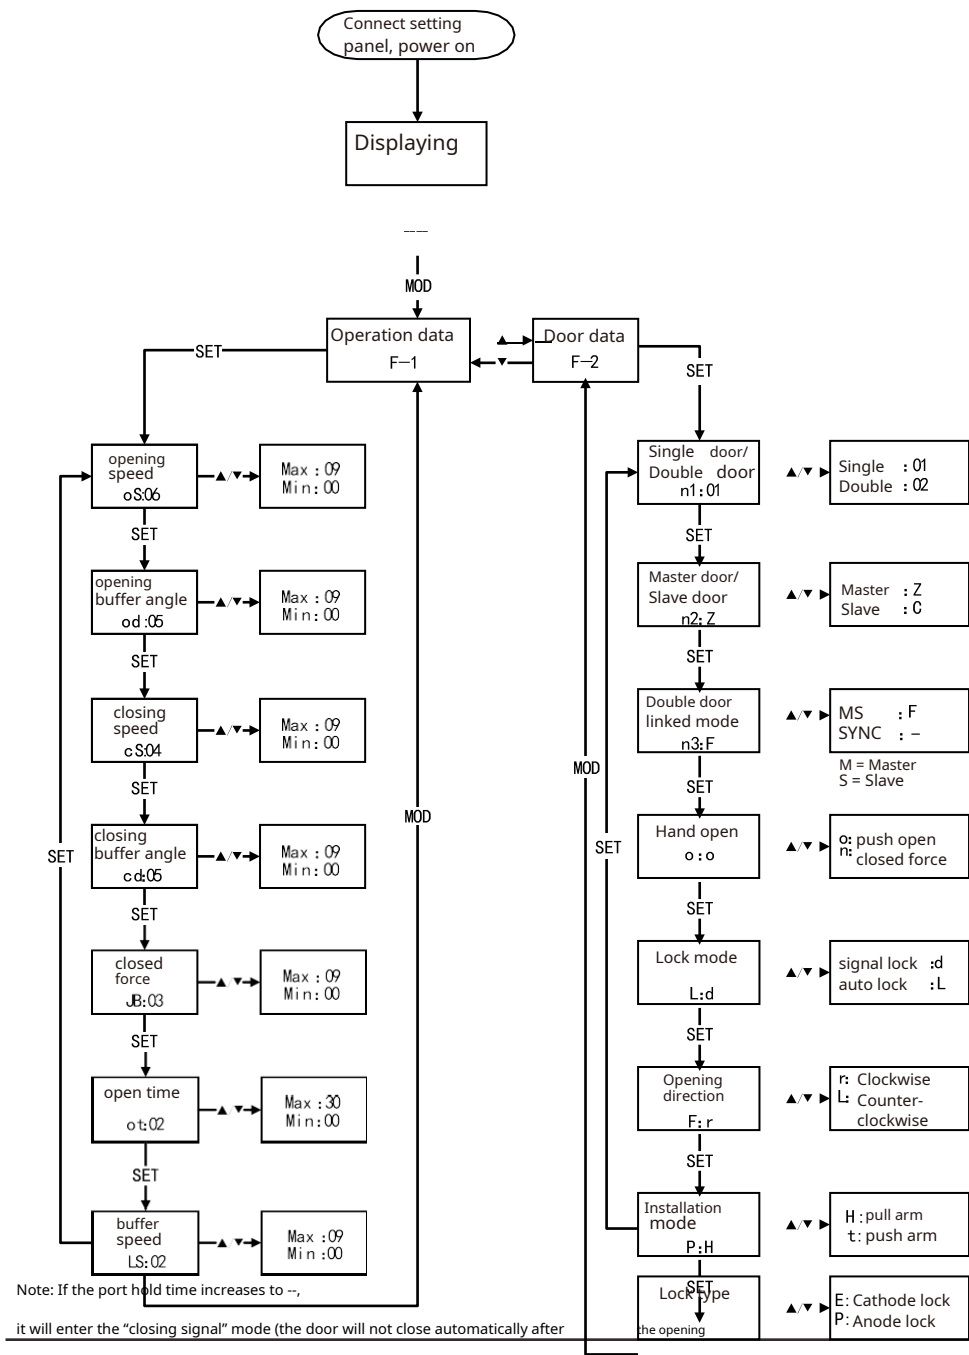 Connect setting
panel, power on
Displaying
----
MOD
Operation data
F-1
▲
▼
Door data
F-2
SET
SET
opening
speed
oS:06
▲/▼
Max:09
Min:00
SET
opening
buffer angle
od:05
▲/▼
Max:09
Min:00
SET
closing
speed
cS:04
▲/▼
Max:09
Min:00
SET
closing
buffer angle
cd:05
▲/▼
Max:09
Min:00
SET
closed
force
JB:03
▲/▼
Max:09
Min:00
SET
open time
ot:02
▲/▼
Max:30
Min:00
SET
buffer
speed
LS:02
▲/▼
Max:09
Min:00
SET
MOD
Single door/
Double door
n1:01
▲/▼
Single :01
Double :02
SET
Master door/
Slave door
n2:Z
▲/▼
Master :Z
Slave :C
SET
Double door
linked mode
n3:F
▲/▼
MS :F
SYNC :-
M = Master
S = Slave
SET
Hand open
o:o
▲/▼
o: push open
n: closed force
SET
Lock mode
L:d
▲/▼
signal lock :d
auto lock :L
SET
Opening
direction
F:r
▲/▼
r: Clockwise
L: Counter-
clockwise
SET
Installation
mode
P:H
▲/▼
H: pull arm
t: push arm
SET
Lock type
▲/▼
E: Cathode lock
P: Anode lock
MOD
SET
Note: If the port hold time increases to --,
it will enter the “closing signal” mode (the door will not close automatically after the opening